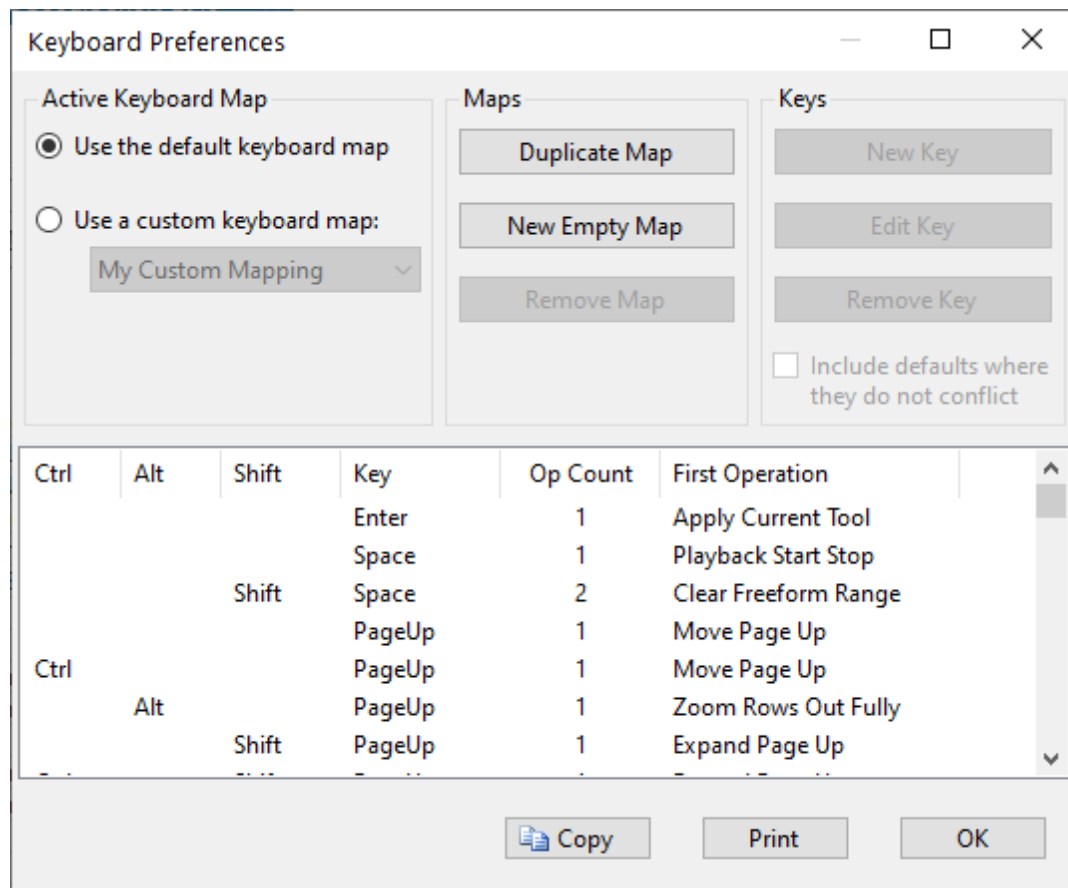 Keyboard Preferences
Active Keyboard Map
Use the default keyboard map
Use a custom keyboard map:
My Custom Mapping
Maps
Duplicate Map
New Empty Map
Remove Map
Keys
New Key
Edit Key
Remove Key
Include defaults where
they do not conflict
Ctrl Alt Shift Key Op Count First Operation
Enter 1 Apply Current Tool
Space 1 Playback Start Stop
Shift Space 2 Clear Freeform Range
PageUp 1 Move Page Up
Ctrl PageUp 1 Move Page Up
Alt PageUp 1 Zoom Rows Out Fully
Shift PageUp 1 Expand Page Up
Copy
Print
OK